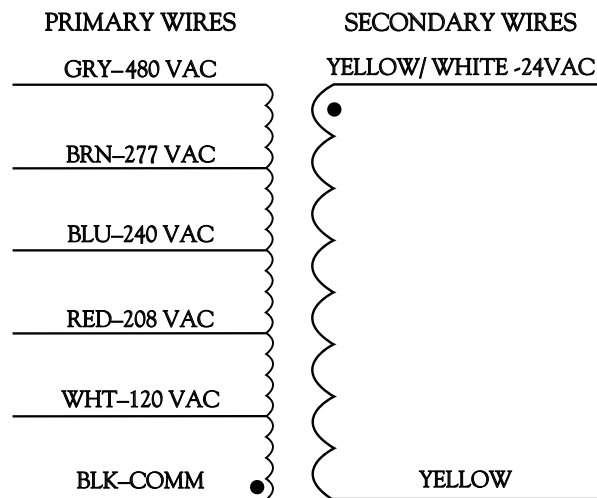 PRIMARY WIRES
SECONDARY WIRES
GRY–480 VAC
YELLOW/ WHITE -24VAC
BRN–277 VAC
BLU–240 VAC
RED–208 VAC
WHT–120 VAC
BLK–COMM
YELLOW